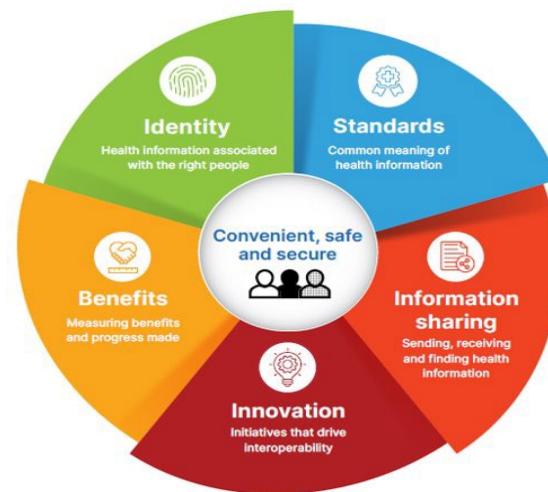 Identity
Health information associated
with the right people
Standards
Common meaning of
health information
Convenient, safe
and secure
Benefits
Measuring benefits
and progress made
Information
sharing
Sending, receiving
and finding health
information
Innovation
Initiatives that drive
interoperability